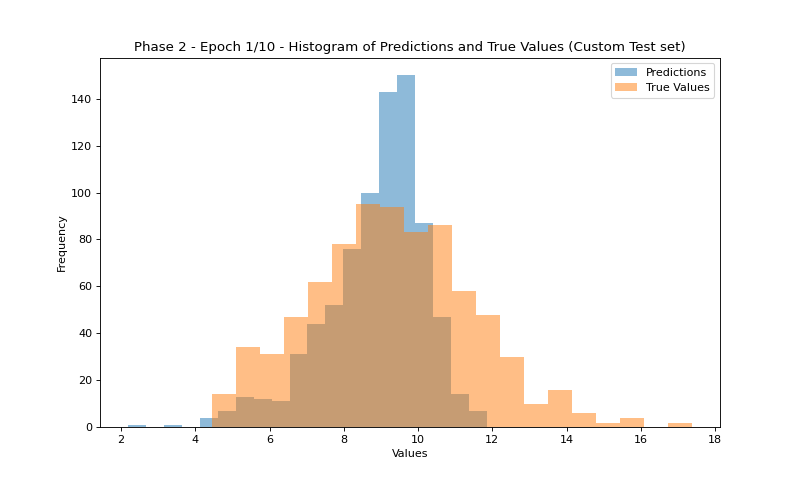 Phase 2 - Epoch 1/10 - Histogram of Predictions and True Values (Custom Test set)
Predictions
True Values
140
120
100
80
60
40
20
0
Frequency
2 4 6 8 10 12 14 16 18
Values